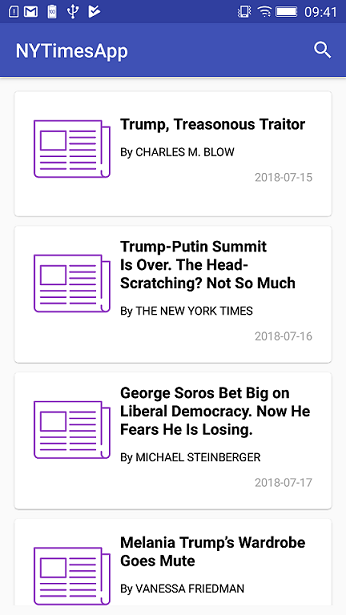 09:41
NYTimesApp
Trump, Treasonous Traitor
By CHARLES M. BLOW
2018-07-15
Trump-Putin Summit
Is Over. The Head-
Scratching? Not So Much
By THE NEW YORK TIMES
2018-07-16
George Soros Bet Big on
Liberal Democracy. Now He
Fears He Is Losing.
By MICHAEL STEINBERGER
2018-07-17
Melania Trump's Wardrobe
Goes Mute
By VANESSA FRIEDMAN